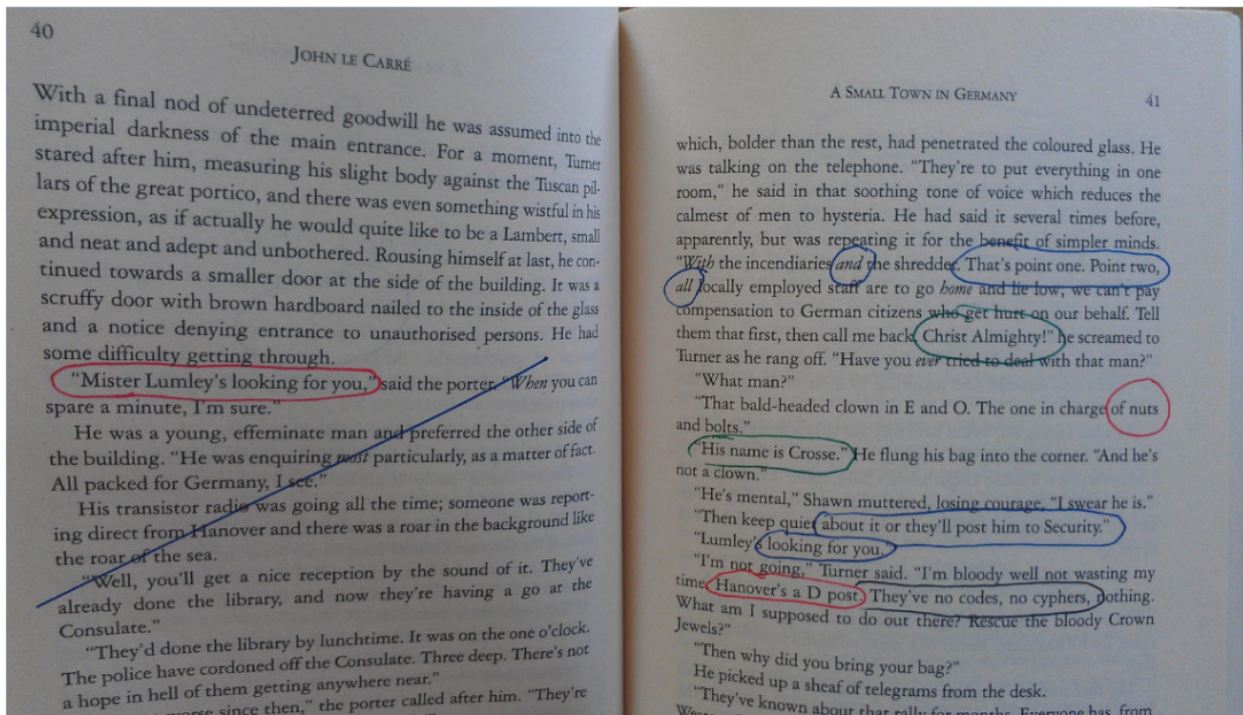 40
JOHN LE CARRÉ
With a final nod of undeterred goodwill he was assumed into the
imperial darkness of the main entrance. For a moment, Turner
stared after him, measuring his slight body against the Tuscan pil-
lars of the great portico, and there was even something wistful in his
expression, as if actually he would quite like to be a Lambert, small
and neat and adept and unbothered. Rousing himself at last, he con-
tinued towards a smaller door at the side of the building. It was a
scruffy door with brown hardboard nailed to the inside of the glass
and a notice denying entrance to unauthorised persons. He had
some difficulty getting through.
"Mister Lumley's looking for you," said the porter. "When you can
spare a minute, I'm sure."
He was a young, effeminate man and preferred the other side of
the building. "He was enquiring most particularly, as a matter of fact.
All packed for Germany, I see."
His transistor radio was going all the time; someone was report-
ing direct from Hanover and there was a roar in the background like
the roar of the sea.
"Well, you'll get a nice reception by the sound of it. They've
already done the library, and now they're having a go at the
Consulate."
"They'd done the library by lunchtime. It was on the one o'clock.
The police have cordoned off the Consulate. Three deep. There's not
a hope in hell of them getting anywhere near."
since then," the porter called after him. "They're
A SMALL TOWN IN GERMANY
41
which, bolder than the rest, had penetrated the coloured glass. He
was talking on the telephone. "They're to put everything in one
room," he said in that soothing tone of voice which reduces the
calmest of men to hysteria. He had said it several times before,
apparently, but was repeating it for the benefit of simpler minds.
"With the incendiaries and the shredder. That's point one. Point two,
all locally employed staff are to go home and lie low, we can't pay
compensation to German citizens who get hurt on our behalf. Tell
them that first, then call me back. Christ Almighty!" he screamed to
Turner as he rang off. "Have you ever tried to deal with that man?"
"What man?"
"That bald-headed clown in E and O. The one in charge of nuts
and bolts."
"His name is Crosse." He flung his bag into the corner. "And he's
not a clown."
"He's mental," Shawn muttered, losing courage, "I swear he is."
"Then keep quiet about it or they'll post him to Security."
"Lumley's looking for you."
"I'm not going," Turner said. "I'm bloody well not wasting my
time. Hanover's a D post. They've no codes, no cyphers, nothing.
What am I supposed to do out there? Rescue the bloody Crown
Jewels?"
"Then why did you bring your bag?"
He picked up a sheaf of telegrams from the desk.
"They've known about that rally for months. Everyone has from